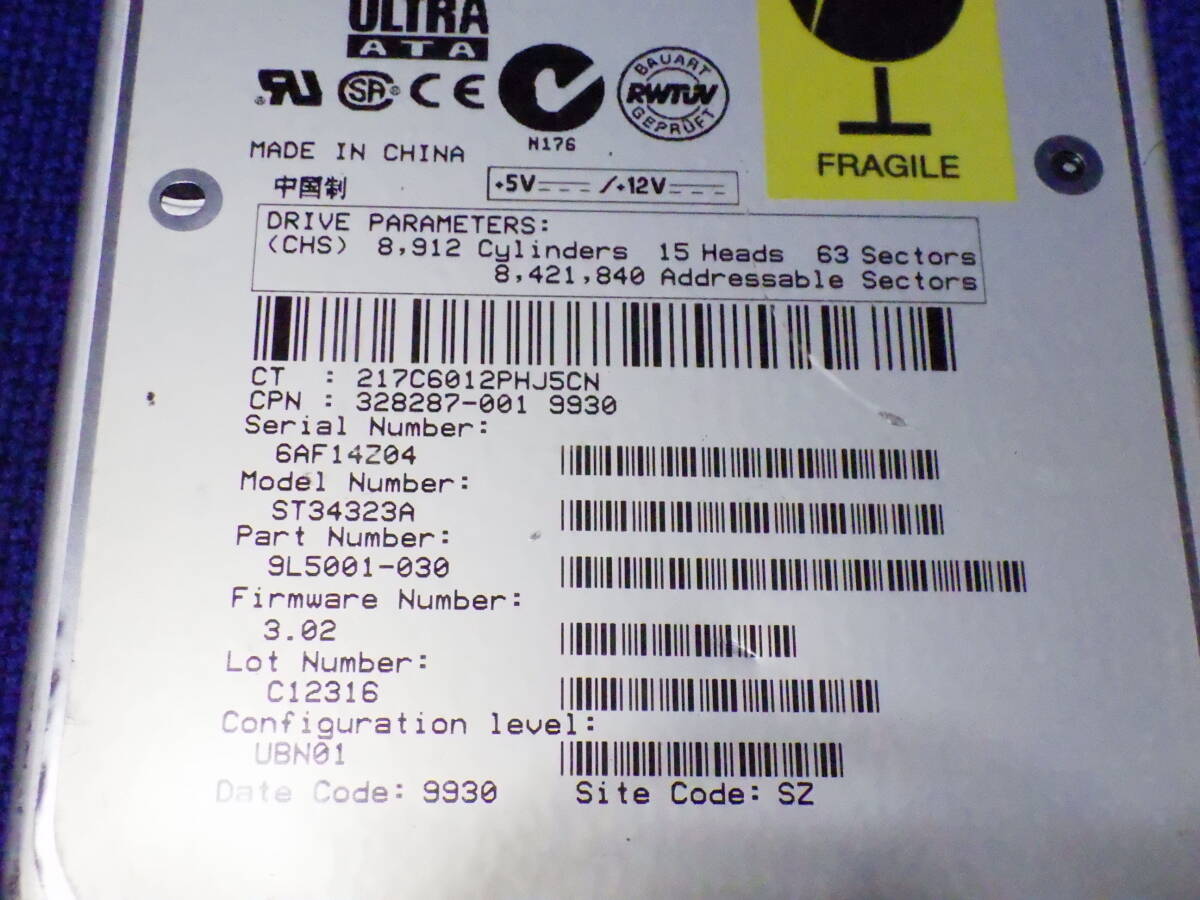 ULTRA
ATA
BAUART
RWTÜV
GEPRÜFT
N176
FRAGILE
MADE IN CHINA
中国制
+5V /+12V
DRIVE PARAMETERS:
(CHS) 8,912 Cylinders 15 Heads 63 Sectors
8,421,840 Addressable Sectors
CT : 217C6012PHJ5CN
CPN : 328287-001 9930
Serial Number:
6AF14Z04
Model Number:
ST34323A
Part Number:
9L5001-030
Firmware Number:
3.02
Lot Number:
C12316
Configuration level:
UBN01
Date Code: 9930 Site Code: SZ